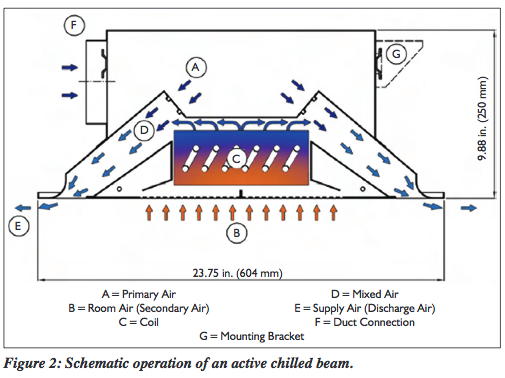 F
A
G
D
C
B
E
9.88 in. (250 mm)
23.75 in. (604 mm)
A = Primary Air
D = Mixed Air
B = Room Air (Secondary Air)
E = Supply Air (Discharge Air)
C = Coil
F = Duct Connection
G = Mounting Bracket
Figure 2: Schematic operation of an active chilled beam.